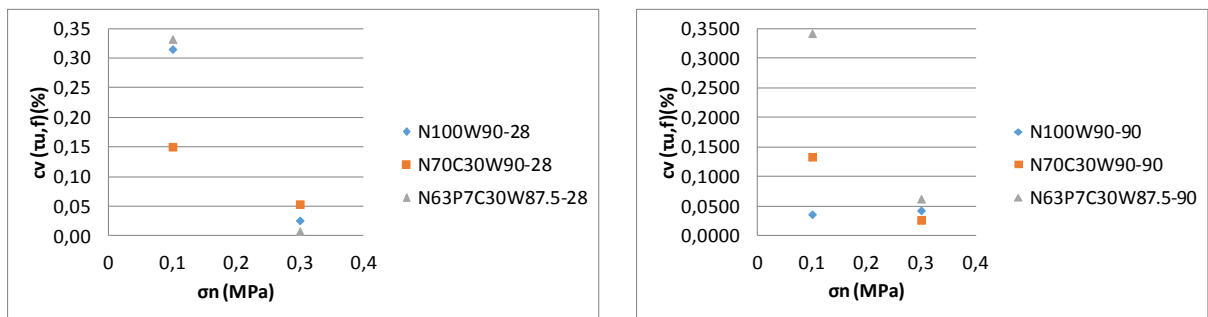 0,35
0,30
0,25
0,20
0,15
0,10
0,05
0,00
cv (τu,f)(%)
0 0,1 0,2 0,3 0,4
σn (MPa)
N100W90-28
N70C30W90-28
N63P7C30W87.5-28
0,3500
0,3000
0,2500
0,2000
0,1500
0,1000
0,0500
0,0000
cv (τu,f)(%)
0 0,1 0,2 0,3 0,4
σn (MPa)
N100W90-90
N70C30W90-90
N63P7C30W87.5-90